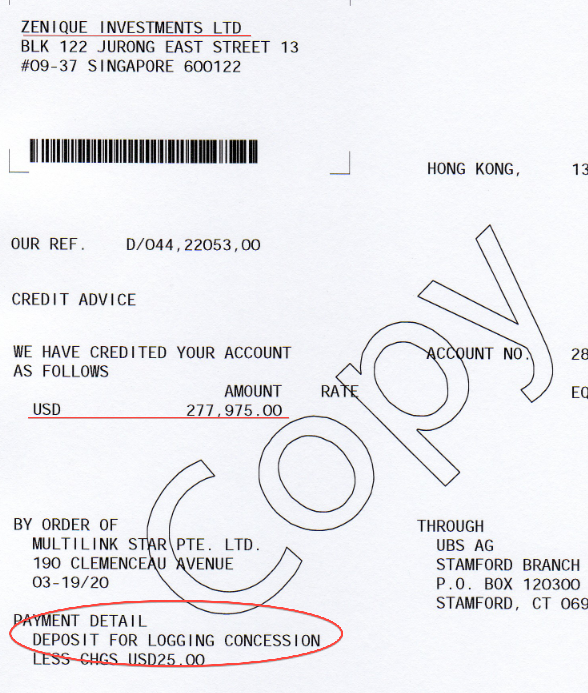 ZENIQUE INVESTMENTS LTD
BLK 122 JURONG EAST STREET 13
#09-37 SINGAPORE 600122
HONG KONG, 13
OUR REF. D/O44,22053,00
CREDIT ADVICE
WE HAVE CREDITED YOUR ACCOUNT ACCOUNT NO. 28
AS FOLLOWS
AMOUNT RATE EQ
USD 277,975.00
Copy
BY ORDER OF
MULTILINK STAR PTE. LTD.
190 CLEMENCEAU AVENUE
03-19/20
THROUGH
UBS AG
STAMFORD BRANCH
P.O. BOX 120300
STAMFORD, CT 069
PAYMENT DETAIL
DEPOSIT FOR LOGGING CONCESSION
LESS CHGS USD25.00